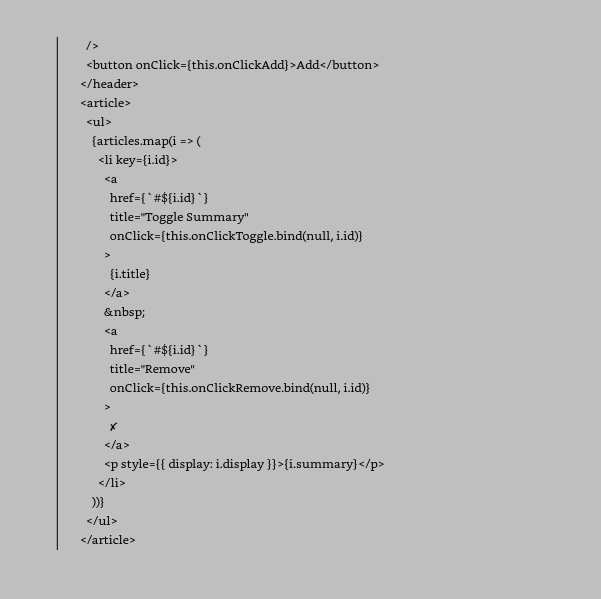 />
<button onClick={this.onClickAdd}>Add</button>
</header>
<article>
<ul>
{articles.map(i => (
<li key={i.id}>
<a
href={`#${i.id}`}
title="Toggle Summary"
onClick={this.onClickToggle.bind(null, i.id)}
>
{i.title}
</a>
&nbsp;
<a
href={`#${i.id}`}
title="Remove"
onClick={this.onClickRemove.bind(null, i.id)}
>
✗
</a>
<p style={{ display: i.display }}>{i.summary}</p>
</li>
))}
</ul>
</article>